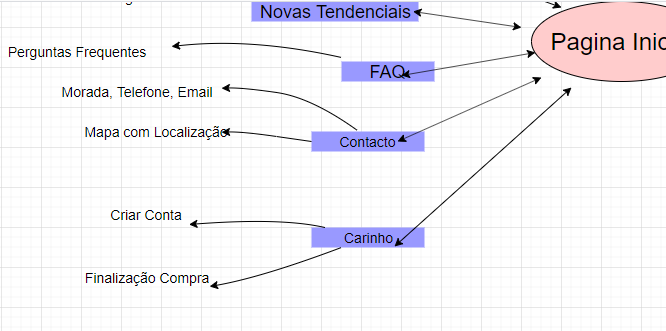 Novas Tendenciais
Pagina Inic
Perguntas Frequentes
FAQ
Morada, Telefone, Email
Mapa com Localização
Contacto
Criar Conta
Carinho
Finalização Compra